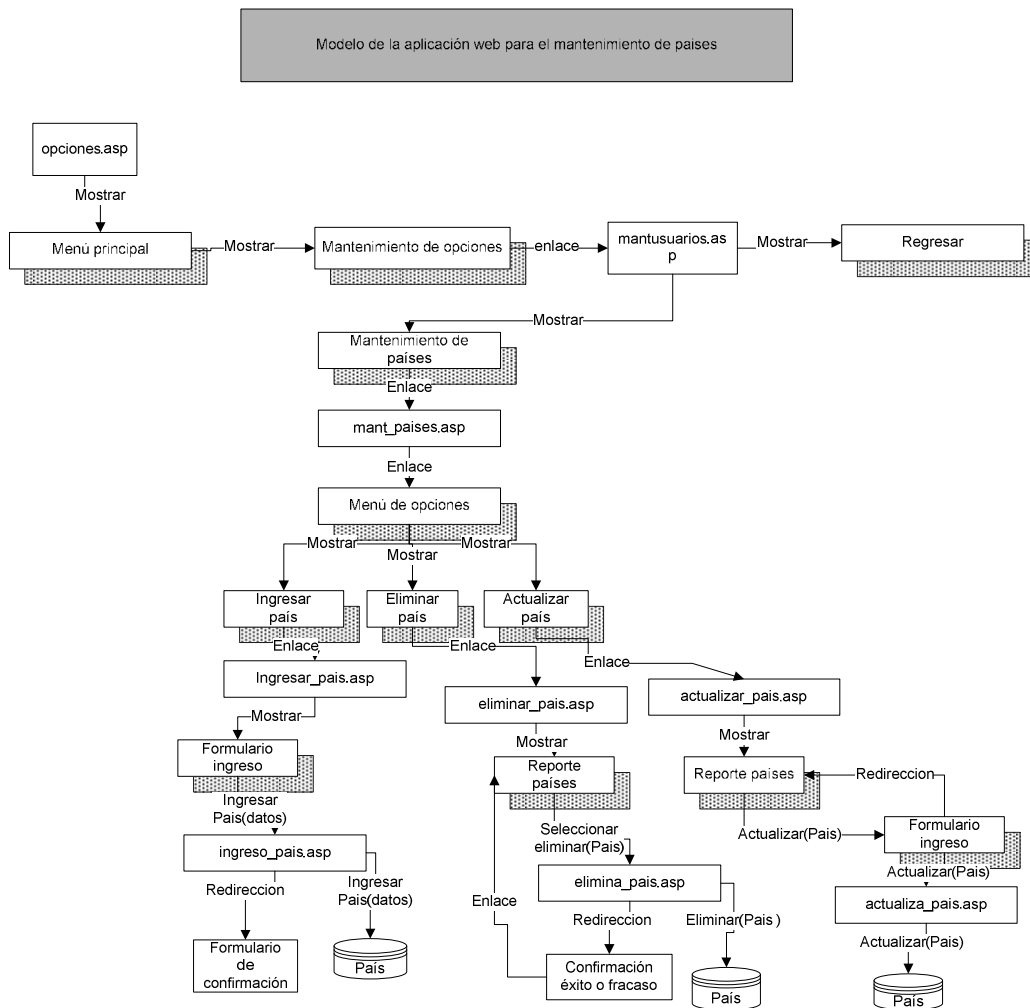 Modelo de la aplicación web para el mantenimiento de paises
opciones.asp
Mostrar
Menú principal
Mostrar
Mantenimiento de opciones
enlace
mantusuarios.as
p
Mostrar
Regresar
Mostrar
Mantenimiento de
países
Enlace
mant_paises.asp
Enlace
Menú de opciones
Mostrar
Mostrar
Mostrar
Ingresar
país
Eliminar
país
Actualizar
país
Enlace
Enlace
Enlace
Ingresar_pais.asp
eliminar_pais.asp
actualizar_pais.asp
Mostrar
Mostrar
Mostrar
Formulario
ingreso
Reporte
países
Reporte paises
Redireccion
Ingresar
Pais(datos)
Seleccionar
eliminar(Pais)
Actualizar(Pais)
Formulario
ingreso
ingreso_pais.asp
Actualizar(Pais)
elimina_pais.asp
actualiza_pais.asp
Redireccion
Ingresar
Pais(datos)
Enlace
Redireccion
Eliminar(Pais )
Actualizar(Pais)
Formulario
de
confirmación
País
Confirmación
éxito o fracaso
País
País